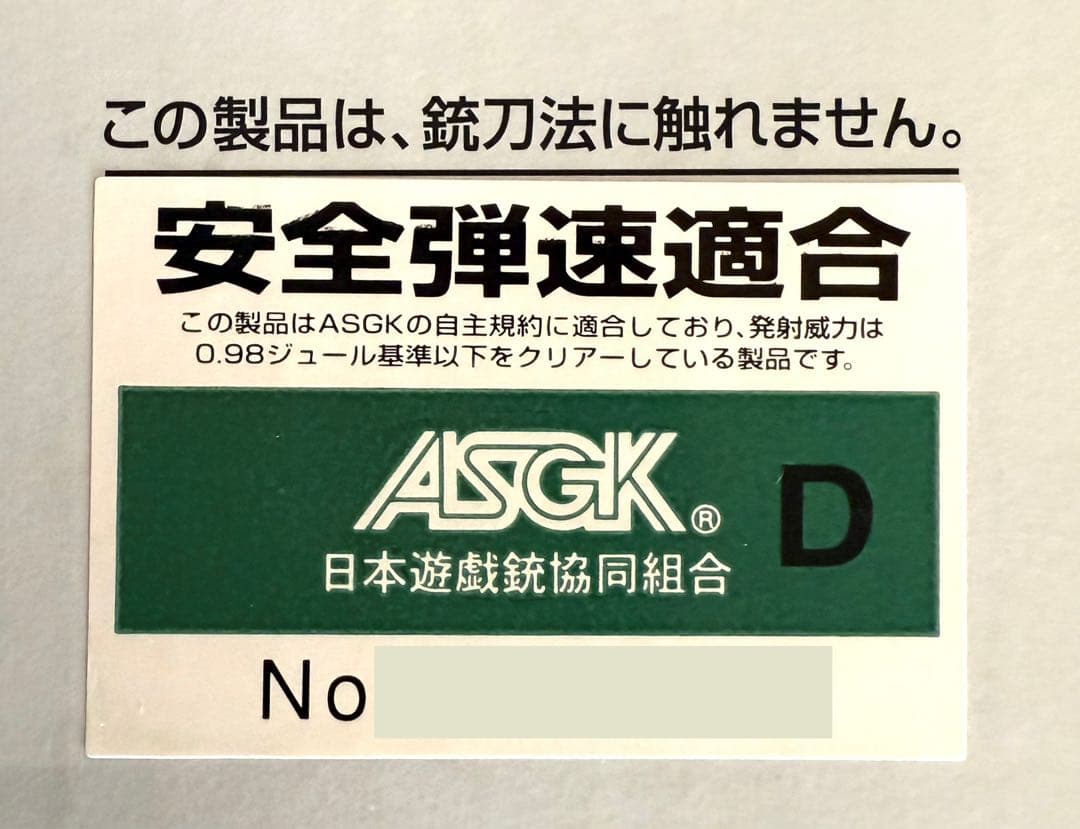 この製品は、銃刀法に触れません。
安全弾速適合
この製品はASGKの自主規約に適合しており、発射威力は
0.98ジュール基準以下をクリアーしている製品です。
ASGK® D
日本遊戯銃協同組合
No